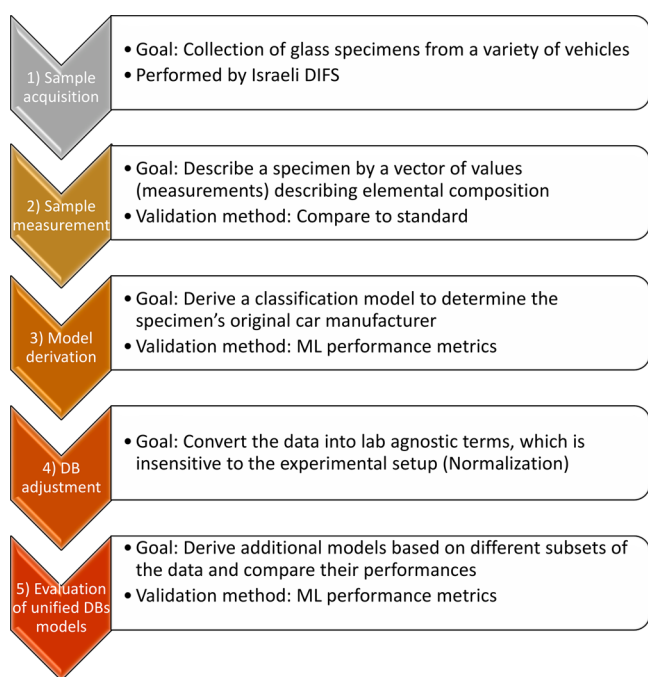 1) Sample
acquisition
• Goal: Collection of glass specimens from a variety of vehicles
• Performed by Israeli DIFS
2) Sample
measurement
• Goal: Describe a specimen by a vector of values
(measurements) describing elemental composition
• Validation method: Compare to standard
3) Model
derivation
• Goal: Derive a classification model to determine the
specimen's original car manufacturer
• Validation method: ML performance metrics
4) DB
adjustment
• Goal: Convert the data into lab agnostic terms, which is
insensitive to the experimental setup (Normalization)
5) Evaluation
of unified DBs
models
• Goal: Derive additional models based on different subsets of
the data and compare their performances
• Validation method: ML performance metrics